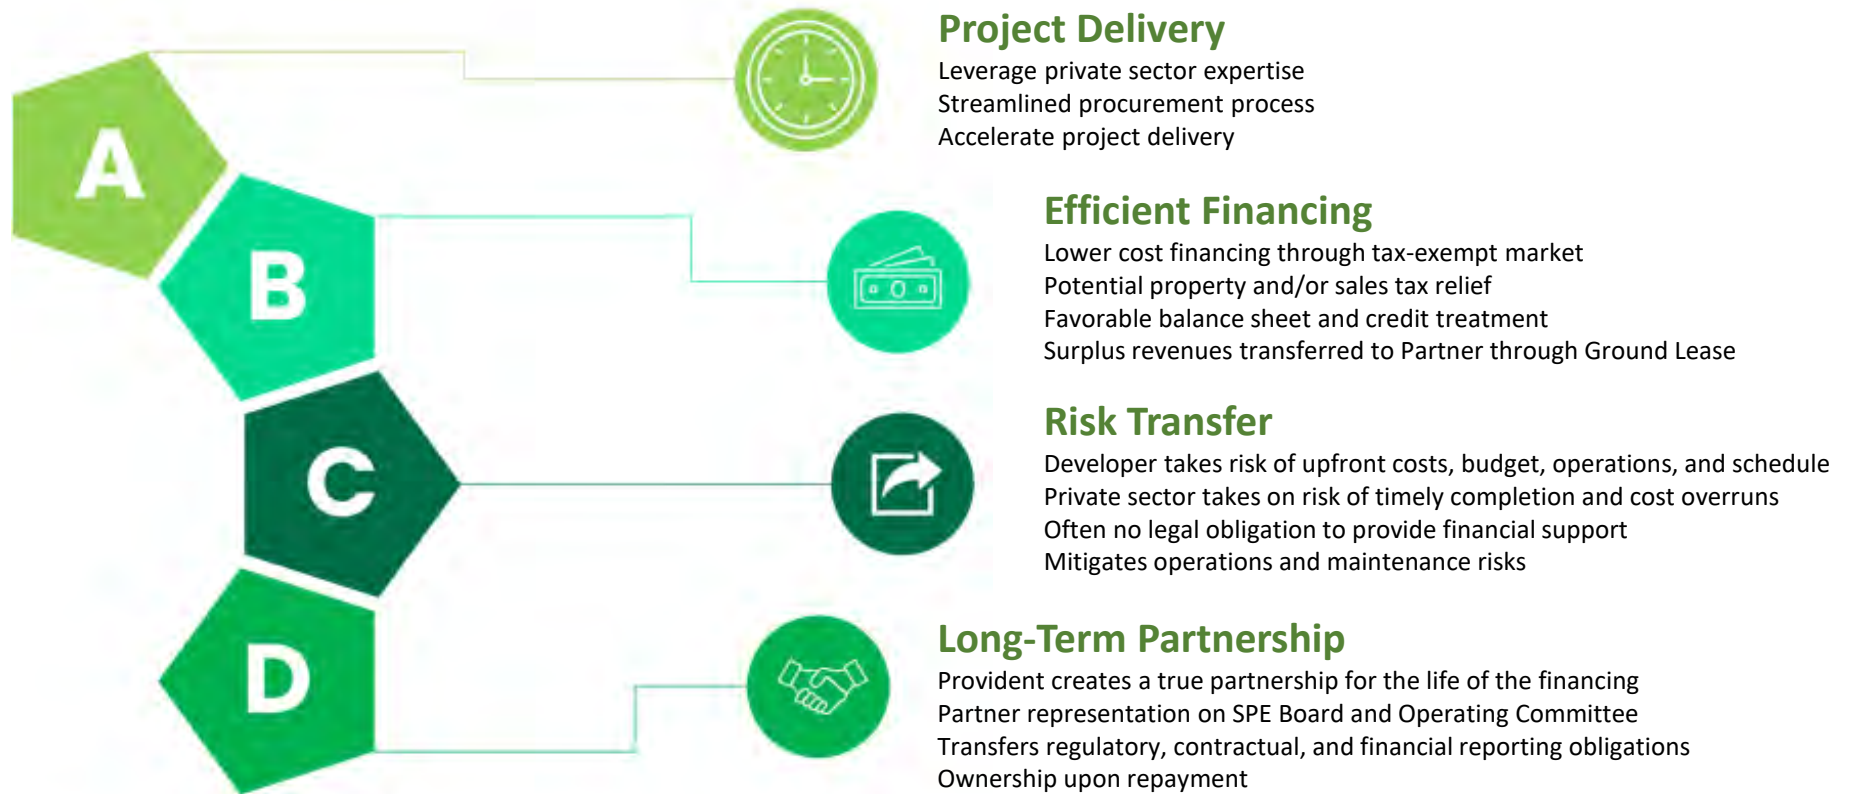 A
Project Delivery
Leverage private sector expertise
Streamlined procurement process
Accelerate project delivery
B
Efficient Financing
Lower cost financing through tax-exempt market
Potential property and/or sales tax relief
Favorable balance sheet and credit treatment
Surplus revenues transferred to Partner through Ground Lease
C
Risk Transfer
Developer takes risk of upfront costs, budget, operations, and schedule
Private sector takes on risk of timely completion and cost overruns
Often no legal obligation to provide financial support
Mitigates operations and maintenance risks
D
Long-Term Partnership
Provident creates a true partnership for the life of the financing
Partner representation on SPE Board and Operating Committee
Transfers regulatory, contractual, and financial reporting obligations
Ownership upon repayment